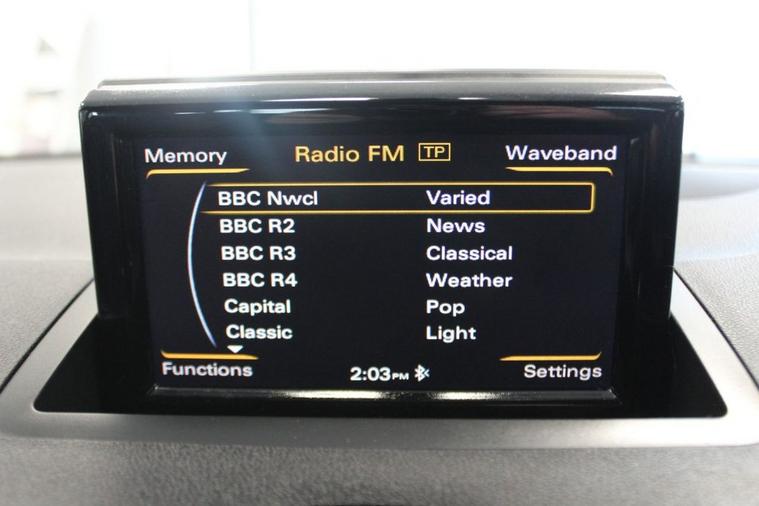 Memory Radio FM TP Waveband
BBC Nwcl Varied
BBC R2 News
BBC R3 Classical
BBC R4 Weather
Capital Pop
Classic Light
Functions 2:03PM Settings